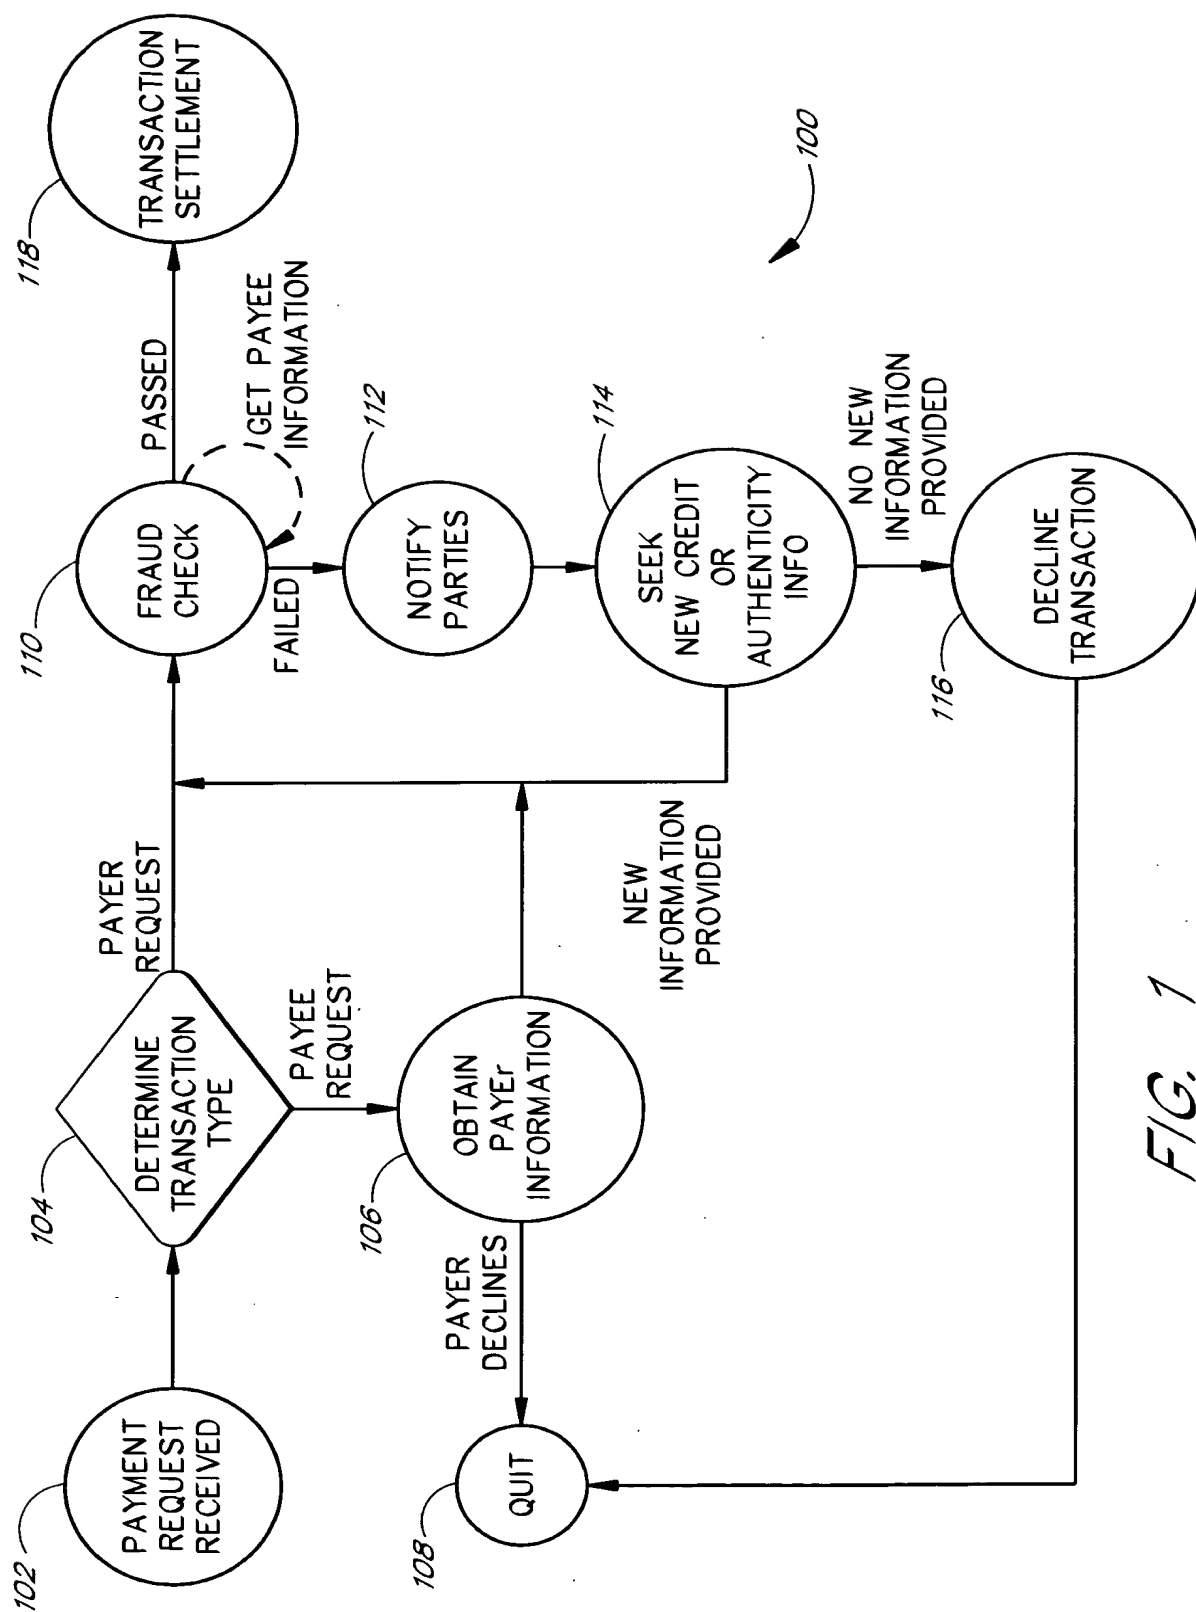 102
PAYMENT
REQUEST
RECEIVED
104
DETERMINE
TRANSACTION
TYPE
PAYER
REQUEST
110
FRAUD
CHECK
PASSED
118
TRANSACTION
SETTLEMENT
GET PAYEE
INFORMATION
FAILED
PAYEE
REQUEST
112
NOTIFY
PARTIES
108
QUIT
PAYER
DECLINES
106
OBTAIN
PAYEr
INFORMATION
NEW
INFORMATION
PROVIDED
114
SEEK
NEW CREDIT
OR
AUTHENTICITY
INFO
100
NO NEW
INFORMATION
PROVIDED
116
DECLINE
TRANSACTION
FIG. 1